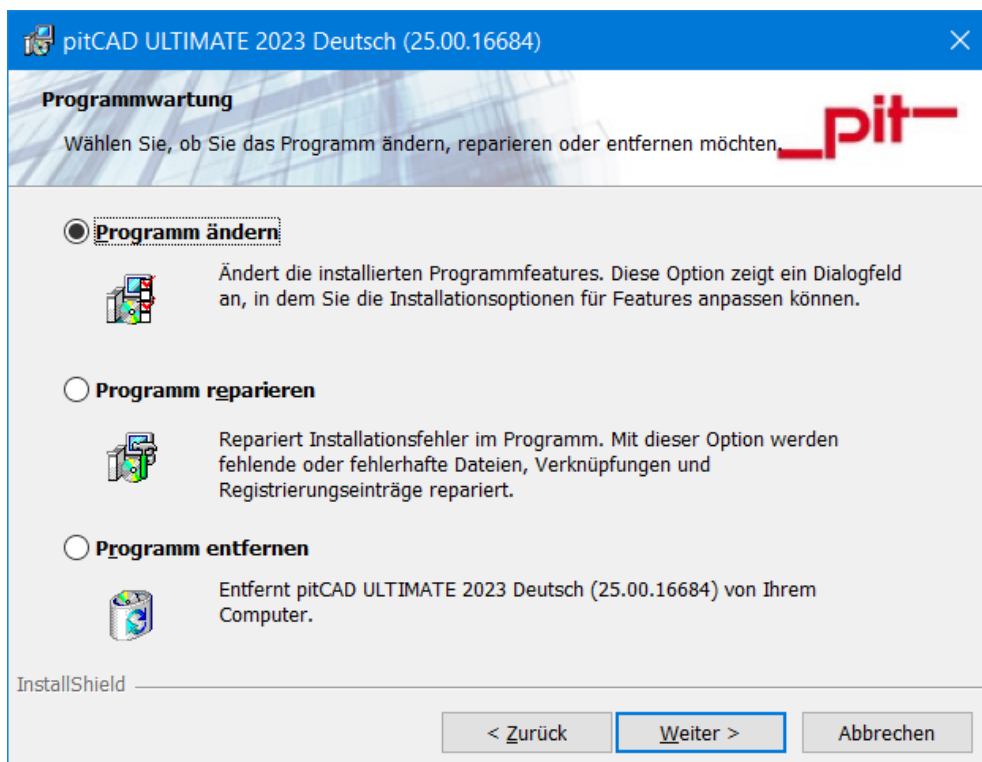 pitCAD ULTIMATE 2023 Deutsch (25.00.16684)
Programmwartung
Wählen Sie, ob Sie das Programm ändern, reparieren oder entfernen möchten.
pit
Programm ändern
Ändert die installierten Programmfeatures. Diese Option zeigt ein Dialogfeld
an, in dem Sie die Installationsoptionen für Features anpassen können.
Programm reparieren
Repariert Installationsfehler im Programm. Mit dieser Option werden
fehlende oder fehlerhafte Dateien, Verknüpfungen und
Registrierungseinträge repariert.
Programm entfernen
Entfernt pitCAD ULTIMATE 2023 Deutsch (25.00.16684) von Ihrem
Computer.
InstallShield
< Zurück Weiter > Abbrechen